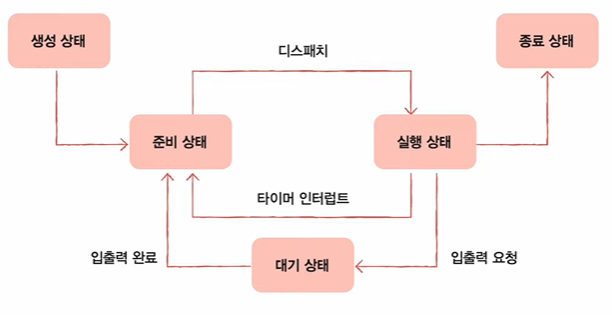 생성 상태
종료 상태
디스패치
준비 상태
실행 상태
타이머 인터럽트
입출력 완료
대기 상태
입출력 요청